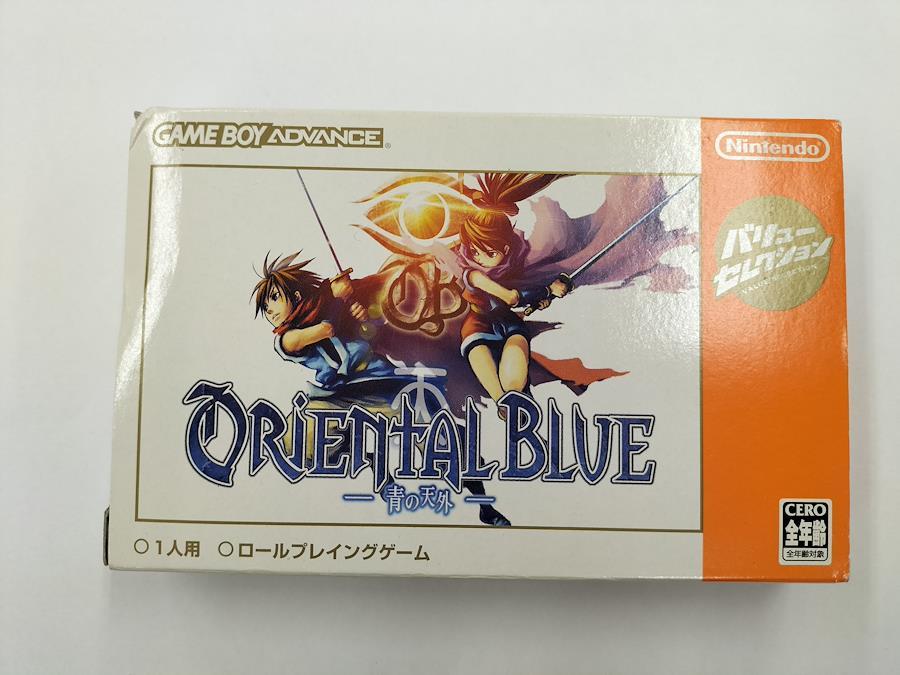 GAME BOY ADVANCE
Nintendo
バリュー
セレクション
VALUE SELECTION
ORIENTAL BLUE
― 青の天外 ―
○1人用 ○ロールプレイングゲーム
CERO
全年齢
全年齢対象